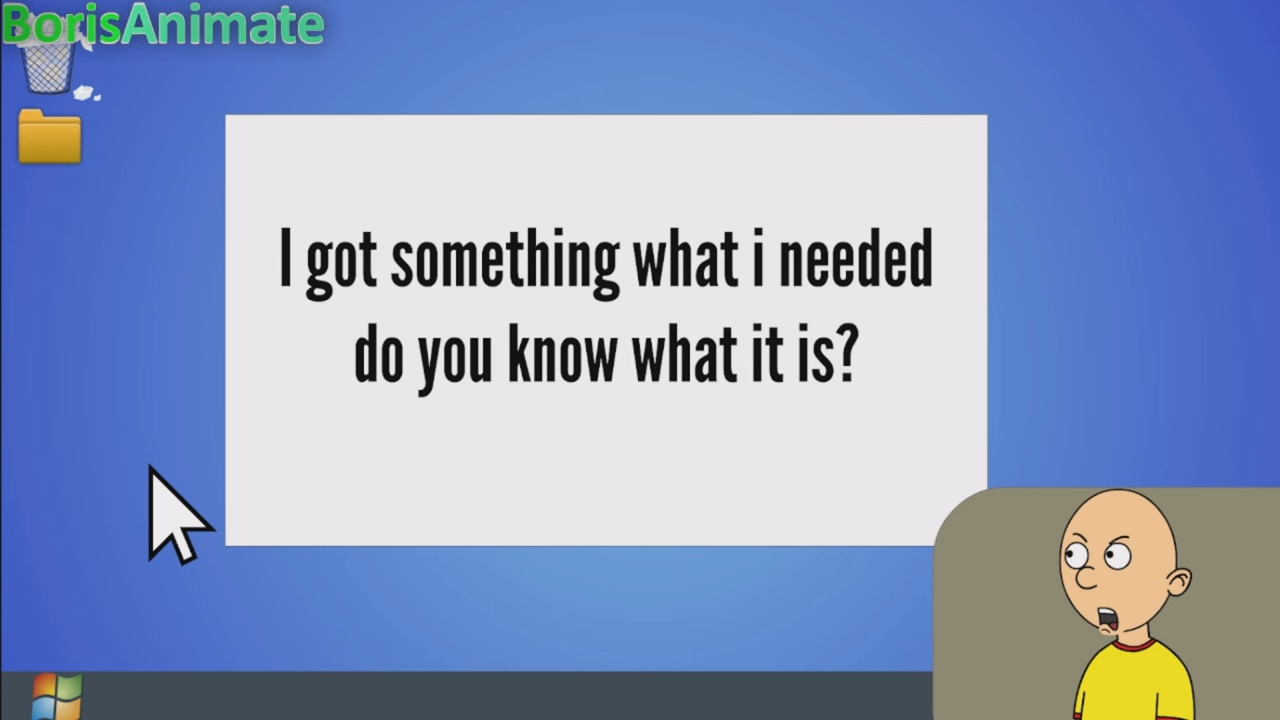 BorisAnimate
I got something what i needed
do you know what it is?